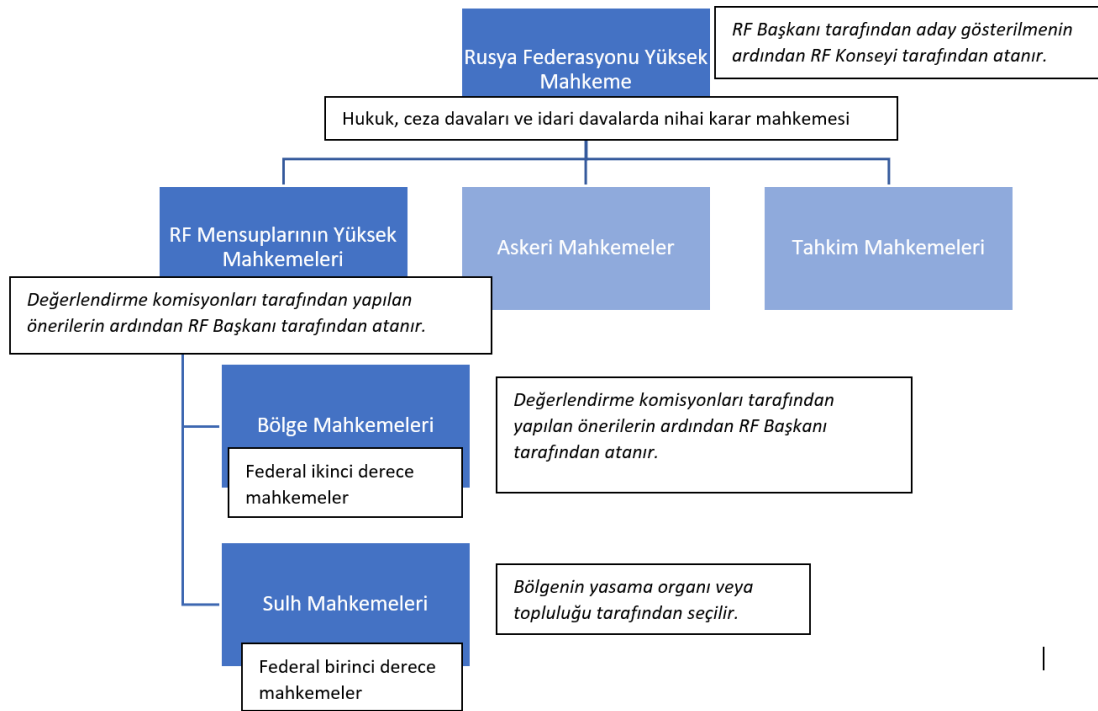 Rusya Federasyonu Yüksek
Mahkeme
RF Başkanı tarafından aday gösterilmenin
ardından RF Konseyi tarafından atanır.
Hukuk, ceza davaları ve idari davalarda nihai karar mahkemesi
RF Mensuplarının Yüksek
Mahkemeleri
Askeri Mahkemeler
Tahkim Mahkemeleri
Değerlendirme komisyonları tarafından yapılan
önerilerin ardından RF Başkanı tarafından atanır.
Bölge Mahkemeleri
Federal ikinci derece
mahkemeler
Değerlendirme komisyonları tarafından
yapılan önerilerin ardından RF Başkanı
tarafından atanır.
Sulh Mahkemeleri
Federal birinci derece
mahkemeler
Bölgenin yasama organı veya
topluluğu tarafından seçilir.